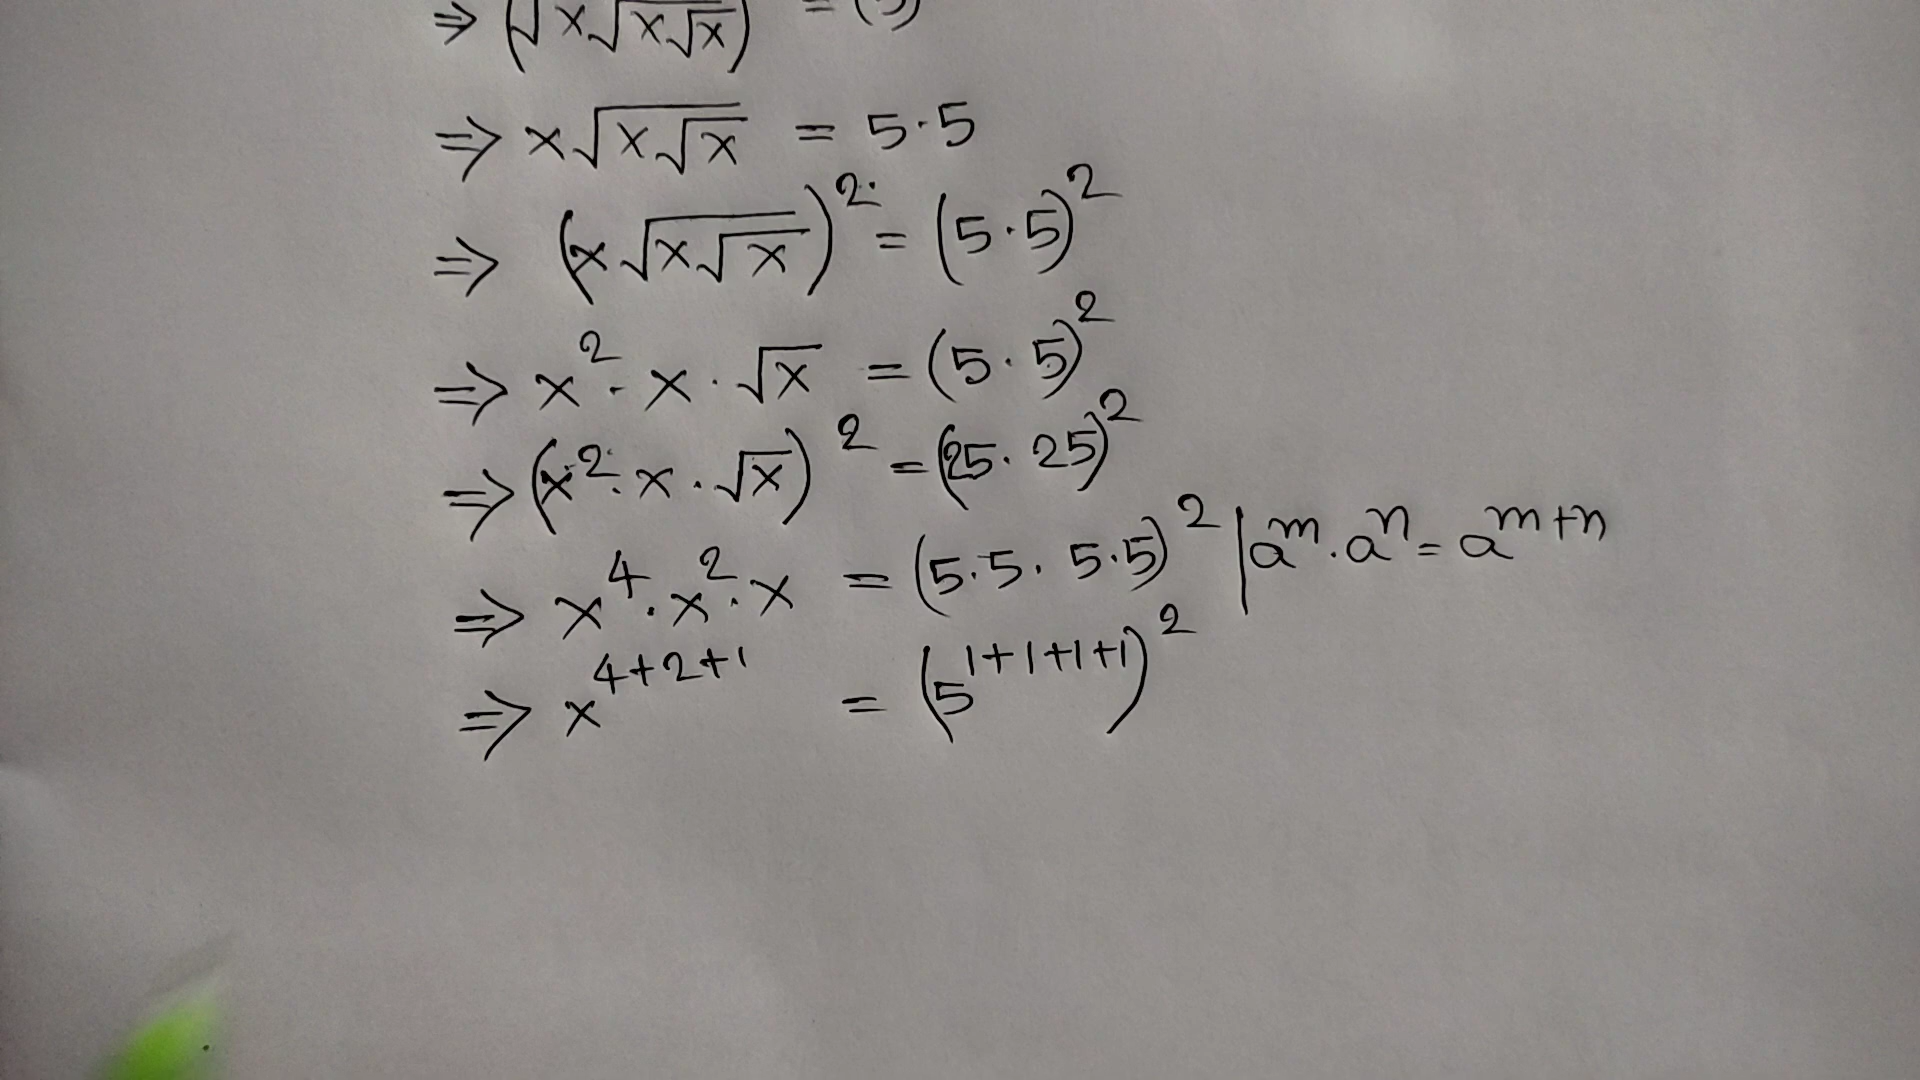 ⇒ (√x√x√x) = (5)
⇒ x√x√x = 5·5
⇒ (x√x√x)² = (5·5)²
⇒ x²·x·√x = (5·5)²
⇒ (x²·x·√x)² = (25·25)²
⇒ x⁴·x²·x = (5·5·5·5)² | aᵐ·aⁿ = aᵐ⁺ⁿ
⇒ x⁴⁺²⁺¹ = (5¹⁺¹⁺¹⁺¹)²